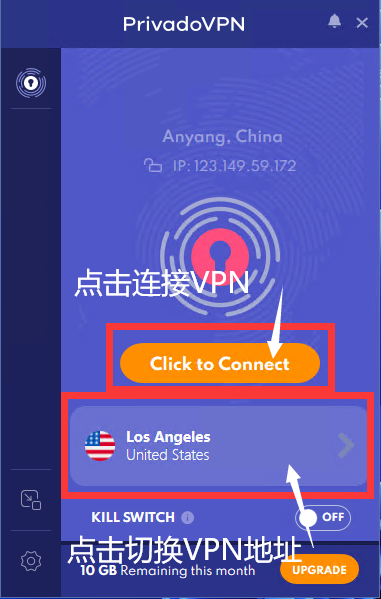 PrivadoVPN
Anyang, China
IP: 123.149.59.172
点击连接VPN
Click to Connect
Los Angeles
United States
KILL SWITCH
OFF
点击切换VPN地址
10 GB Remaining this month
UPGRADE